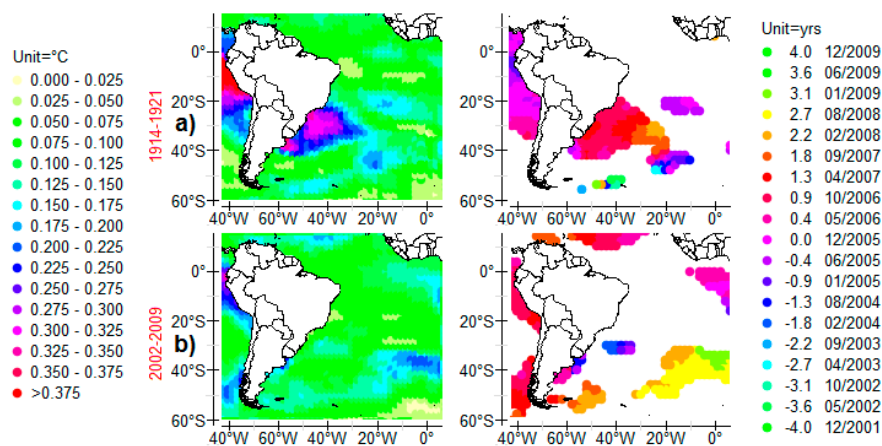 Unit=°C
0.000 - 0.025
0.025 - 0.050
0.050 - 0.075
0.075 - 0.100
0.100 - 0.125
0.125 - 0.150
0.150 - 0.175
0.175 - 0.200
0.200 - 0.225
0.225 - 0.250
0.250 - 0.275
0.275 - 0.300
0.300 - 0.325
0.325 - 0.350
0.350 - 0.375
>0.375
1914-1921
a)
0°
20°S
40°S
60°S
40°W 60°W 40°W 20°W 0°
0°
20°S
40°S
60°S
40°W 60°W 40°W 20°W 0°
2002-2009
b)
0°
20°S
40°S
60°S
40°W 60°W 40°W 20°W 0°
0°
20°S
40°S
60°S
40°W 60°W 40°W 20°W 0°
Unit=yrs
4.0 12/2009
3.6 06/2009
3.1 01/2009
2.7 08/2008
2.2 02/2008
1.8 09/2007
1.3 04/2007
0.9 10/2006
0.4 05/2006
0.0 12/2005
-0.4 06/2005
-0.9 01/2005
-1.3 08/2004
-1.8 02/2004
-2.2 09/2003
-2.7 04/2003
-3.1 10/2002
-3.6 05/2002
-4.0 12/2001